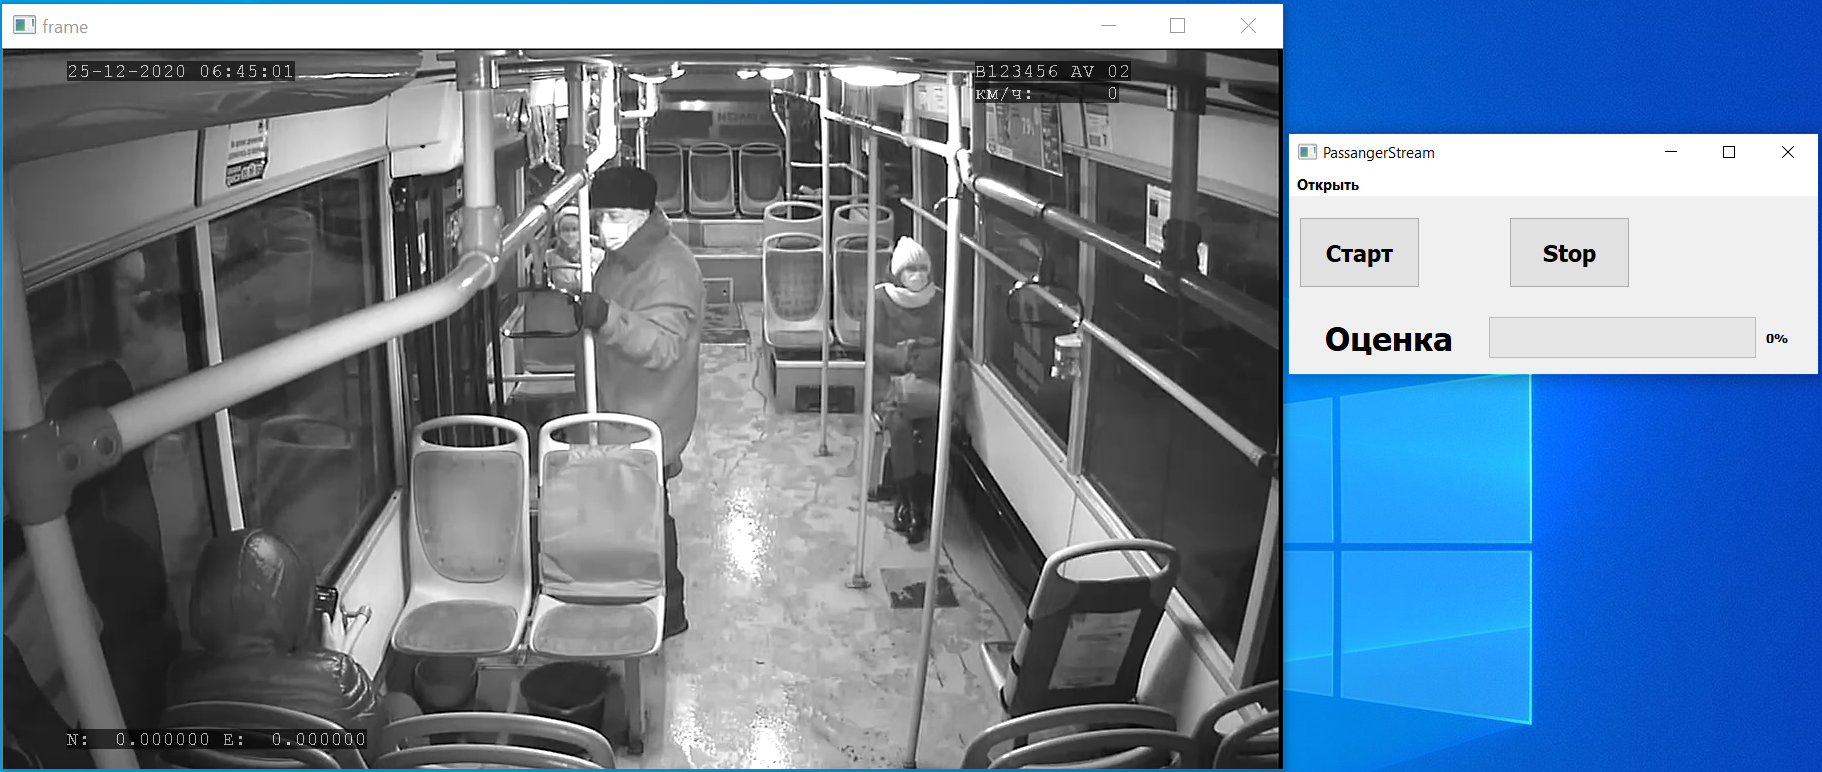 frame
25-12-2020 06:45:01
B123456 AV 02
км/ч: 0
N: 0.000000 E: 0.000000
PassangerStream
Открыть
Старт
Stop
Оценка
0%